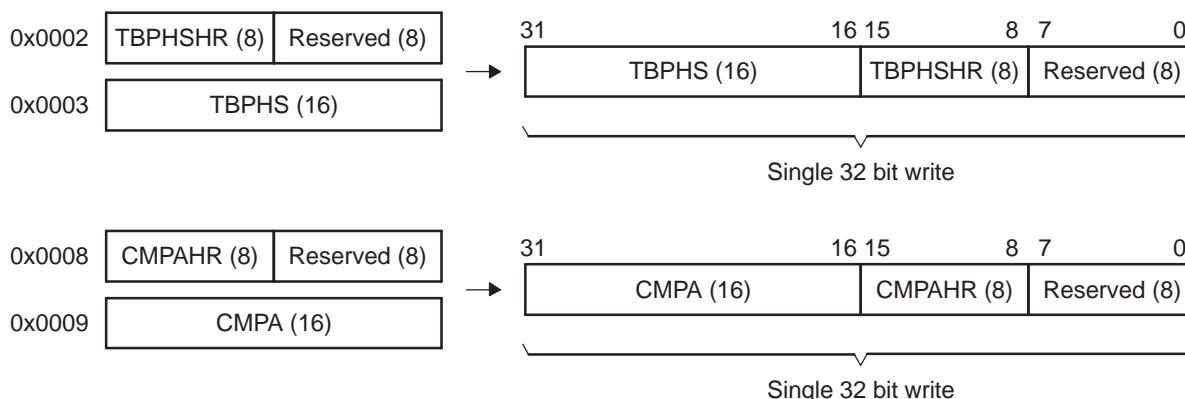 0x0002 TBPHSHR (8) Reserved (8)
0x0003 TBPHS (16)
31 16 15 8 7 0
TBPHS (16) TBPHSHR (8) Reserved (8)
Single 32 bit write
0x0008 CMPAHR (8) Reserved (8)
0x0009 CMPA (16)
31 16 15 8 7 0
CMPA (16) CMPAHR (8) Reserved (8)
Single 32 bit write